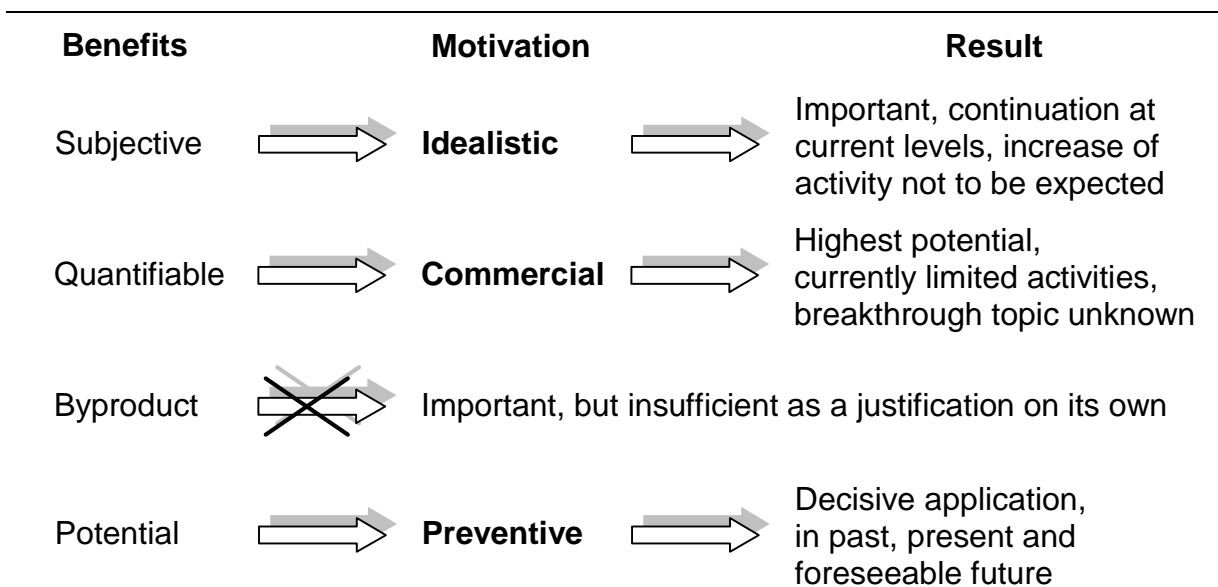 Benefits Motivation Result
Subjective Idealistic Important, continuation at
current levels, increase of
activity not to be expected
Quantifiable Commercial Highest potential,
currently limited activities,
breakthrough topic unknown
Byproduct Important, but insufficient as a justification on its own
Potential Preventive Decisive application,
in past, present and
foreseeable future